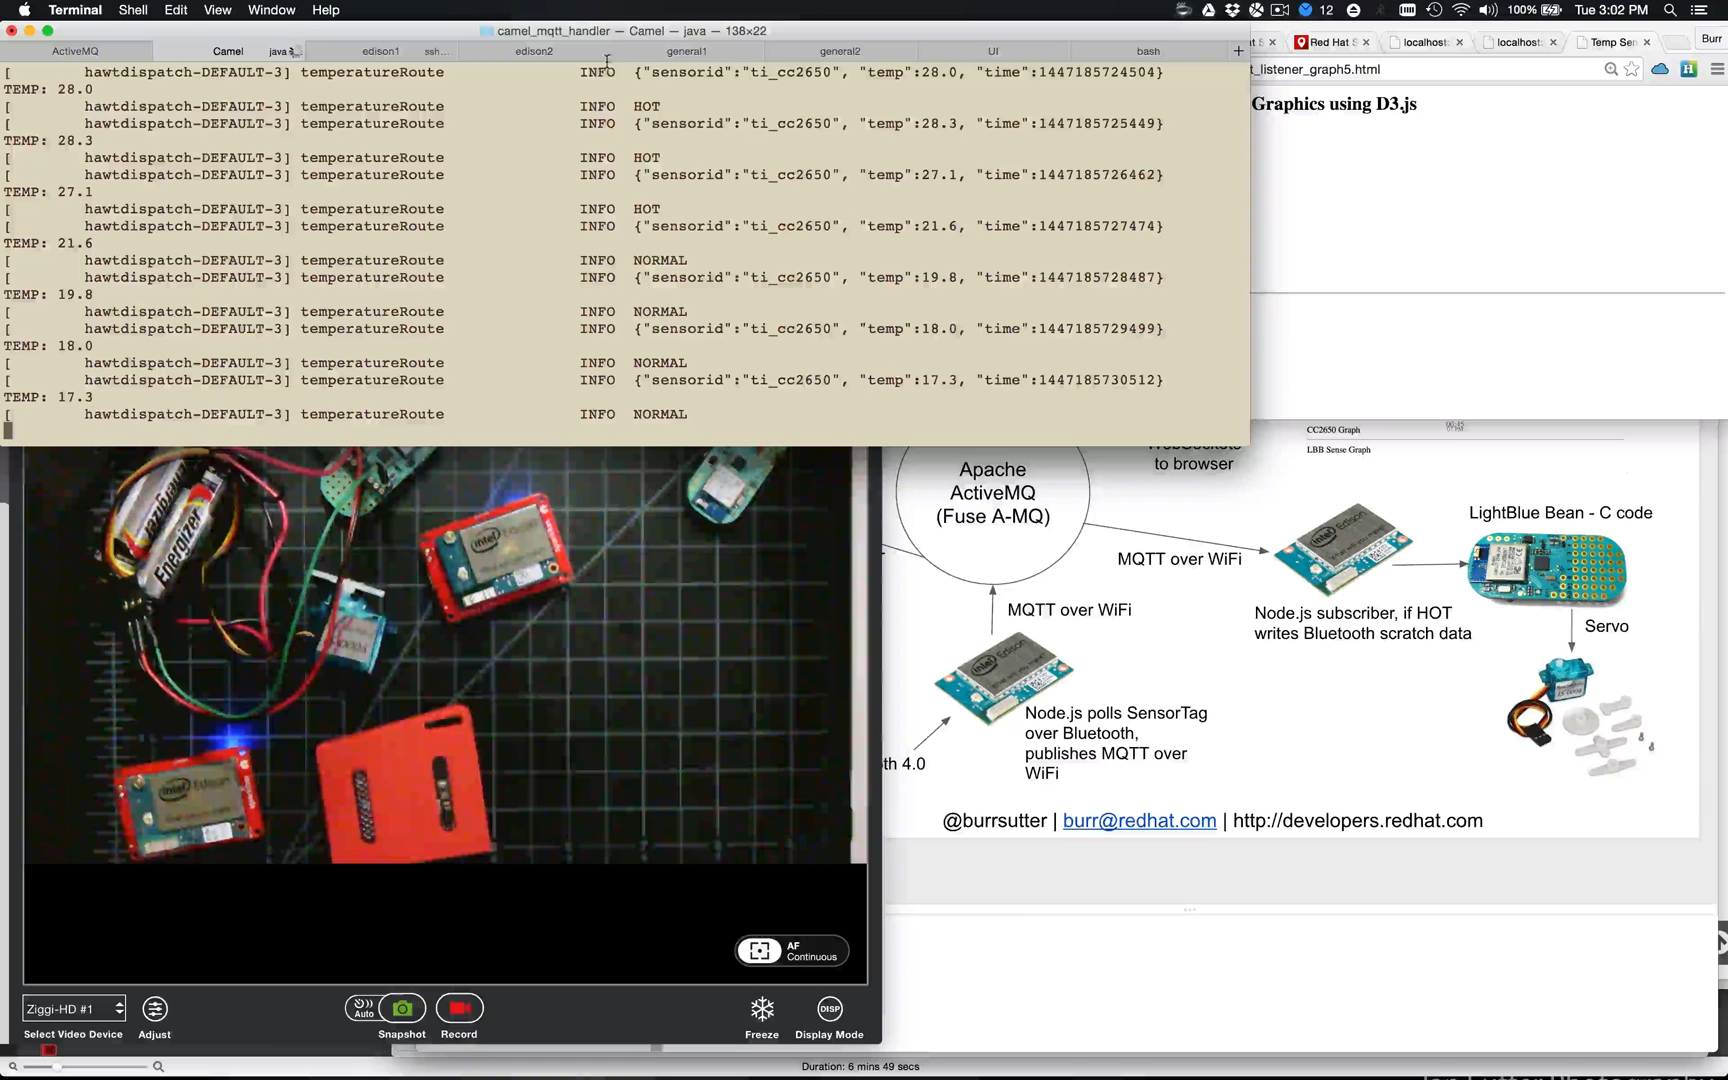 Terminal Shell Edit View Window Help
12 100% Tue 3:02 PM
camel_mqtt_handler — Camel — java — 138×22
ActiveMQ Camel java edison1 ssh... edison2 general1 general2 UI bash +
[ hawtdispatch-DEFAULT-3] temperatureRoute INFO {"sensorid":"ti_cc2650", "temp":28.0, "time":1447185724504}
TEMP: 28.0
[ hawtdispatch-DEFAULT-3] temperatureRoute INFO HOT
[ hawtdispatch-DEFAULT-3] temperatureRoute INFO {"sensorid":"ti_cc2650", "temp":28.3, "time":1447185725449}
TEMP: 28.3
[ hawtdispatch-DEFAULT-3] temperatureRoute INFO HOT
[ hawtdispatch-DEFAULT-3] temperatureRoute INFO {"sensorid":"ti_cc2650", "temp":27.1, "time":1447185726462}
TEMP: 27.1
[ hawtdispatch-DEFAULT-3] temperatureRoute INFO HOT
[ hawtdispatch-DEFAULT-3] temperatureRoute INFO {"sensorid":"ti_cc2650", "temp":21.6, "time":1447185727474}
TEMP: 21.6
[ hawtdispatch-DEFAULT-3] temperatureRoute INFO NORMAL
[ hawtdispatch-DEFAULT-3] temperatureRoute INFO {"sensorid":"ti_cc2650", "temp":19.8, "time":1447185728487}
TEMP: 19.8
[ hawtdispatch-DEFAULT-3] temperatureRoute INFO NORMAL
[ hawtdispatch-DEFAULT-3] temperatureRoute INFO {"sensorid":"ti_cc2650", "temp":18.0, "time":1447185729499}
TEMP: 18.0
[ hawtdispatch-DEFAULT-3] temperatureRoute INFO NORMAL
[ hawtdispatch-DEFAULT-3] temperatureRoute INFO {"sensorid":"ti_cc2650", "temp":17.3, "time":1447185730512}
TEMP: 17.3
[ hawtdispatch-DEFAULT-3] temperatureRoute INFO NORMAL
Red Hat S localhost: localhost: Temp Sen Burr
t_listener_graph5.html
Graphics using D3.js
CC2650 Graph
LBB Sense Graph
to browser
Apache
ActiveMQ
(Fuse A-MQ)
MQTT over WiFi
MQTT over WiFi
LightBlue Bean - C code
Node.js subscriber, if HOT
writes Bluetooth scratch data
Servo
Node.js polls SensorTag
over Bluetooth,
publishes MQTT over
WiFi
th 4.0
@burrsutter | burr@redhat.com | http://developers.redhat.com
Energizer
intel Edison
intel Edison
AF
Continuous
Ziggi-HD #1
Select Video Device
Adjust
Auto
Snapshot
Record
Freeze
DISP
Display Mode
Duration: 6 mins 49 secs